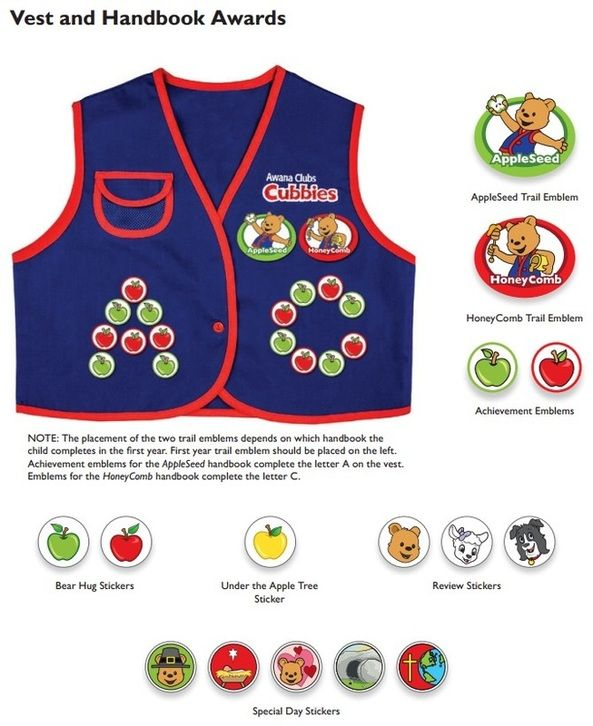 Vest and Handbook Awards
Awana Clubs
Cubbies
AppleSeed
HoneyComb
AppleSeed
AppleSeed Trail Emblem
HoneyComb
HoneyComb Trail Emblem
Achievement Emblems
NOTE: The placement of the two trail emblems depends on which handbook the
child completes in the first year. First year trail emblem should be placed on the left.
Achievement emblems for the AppleSeed handbook complete the letter A on the vest.
Emblems for the HoneyComb handbook complete the letter C.
Bear Hug Stickers
Under the Apple Tree
Sticker
Review Stickers
Special Day Stickers